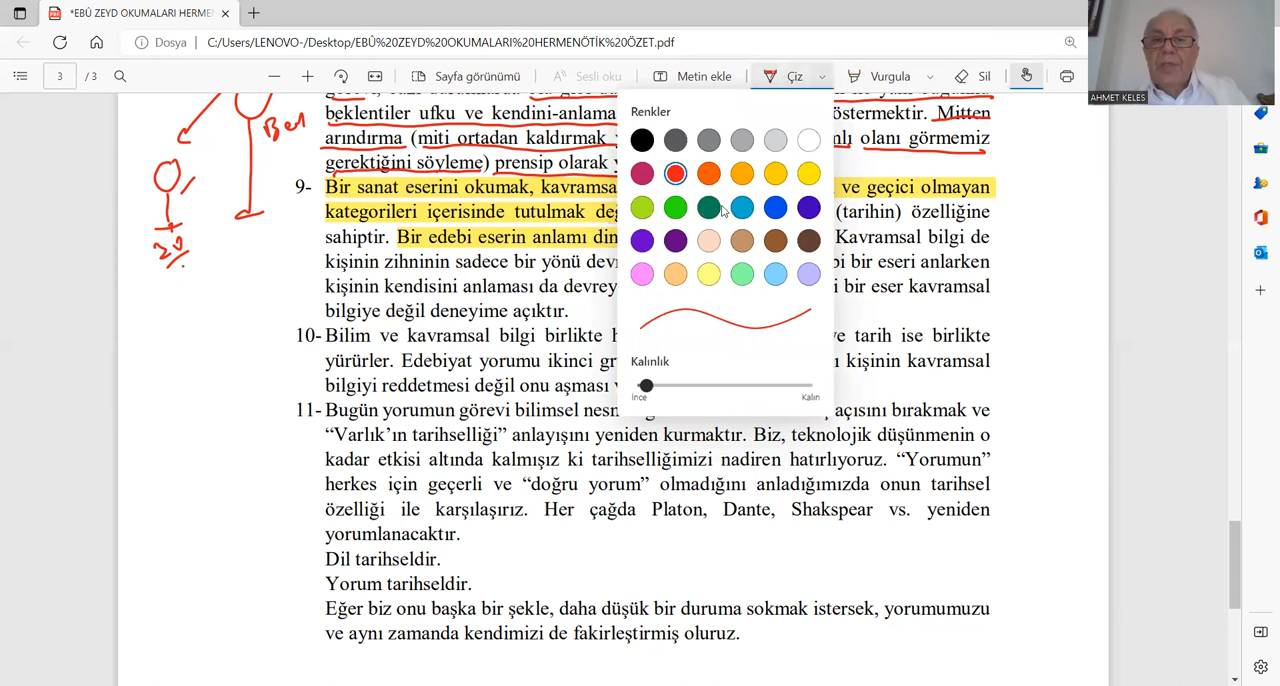 *EBÛ ZEYD OKUMALARI HERMEN
Dosya C:/Users/LENOVO-/Desktop/EBÛ%20ZEYD%20OKUMALARI%20HERMENÖTİK%20ÖZET.pdf
3 / 3 Sayfa görünümü Sesli oku Metin ekle Çiz Vurgula Sil
AHMET KELES
beklentiler ufku ve kendini-anlama göstermektir. Mitten
arındırma (miti ortadan kaldırmak olanı görmemiz
gerektiğini söyleme) prensip olarak
9- Bir sanat eserini okumak, kavramsa ve geçici olmayan
kategorileri içerisinde tutulmak de (tarihin) özelliğine
sahiptir. Bir edebi eserin anlamı din Kavramsal bilgi de
kişinin zihninin sadece bir yönü dev bi bir eseri anlarken
kişinin kendisini anlaması da devrey i bir eser kavramsal
bilgiye değil deneyime açıktır.
10- Bilim ve kavramsal bilgi birlikte h ve tarih ise birlikte
yürürler. Edebiyat yorumu ikinci gr ı kişinin kavramsal
bilgiyi reddetmesi değil onu aşması v
11- Bugün yorumun görevi bilimsel nesn açısını bırakmak ve
“Varlık’ın tarihselliği” anlayışını yeniden kurmaktır. Biz, teknolojik düşünmenin o
kadar etkisi altında kalmışız ki tarihselliğimizi nadiren hatırlıyoruz. “Yorumun”
herkes için geçerli ve “doğru yorum” olmadığını anladığımızda onun tarihsel
özelliği ile karşılaşırız. Her çağda Platon, Dante, Shakspear vs. yeniden
yorumlanacaktır.
Dil tarihseldir.
Yorum tarihseldir.
Eğer biz onu başka bir şekle, daha düşük bir duruma sokmak istersek, yorumumuzu
ve aynı zamanda kendimizi de fakirleştirmiş oluruz.
Renkler
Kalınlık
İnce Kalın
Ben
20